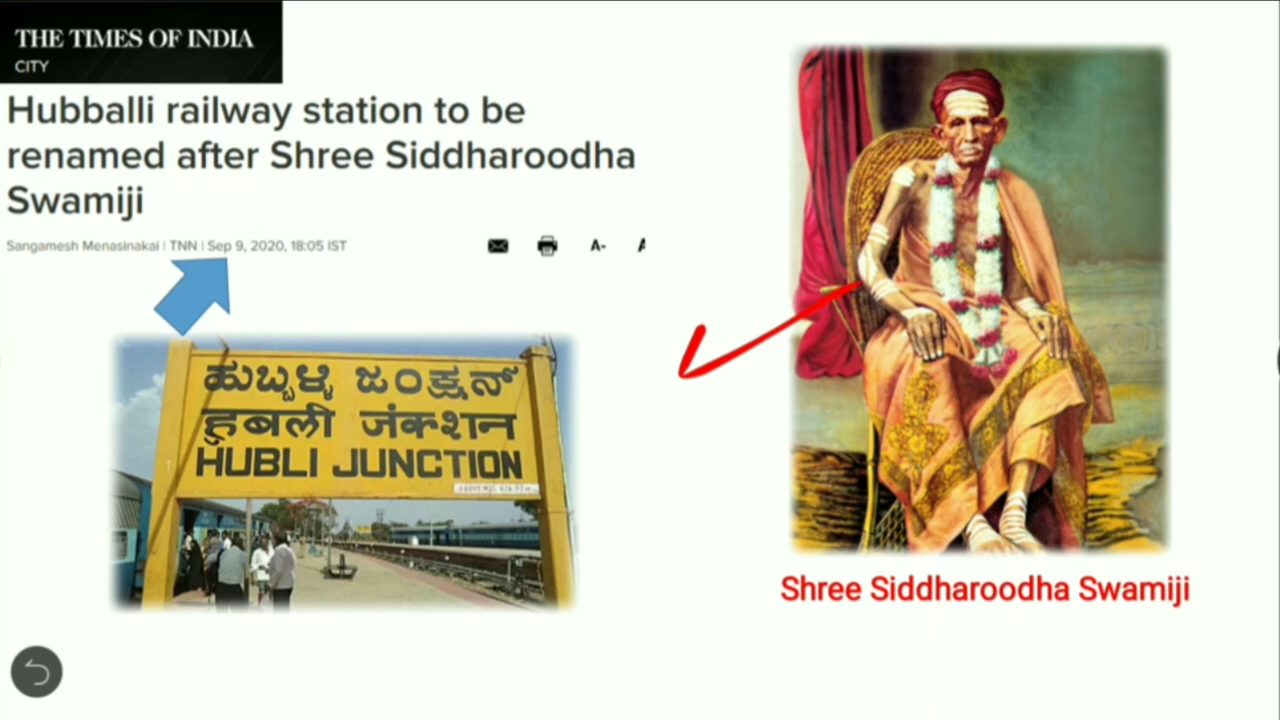 THE TIMES OF INDIA
CITY
Hubballi railway station to be
renamed after Shree Siddharoodha
Swamiji
Sangamesh Menasinakai | TNN | Sep 9, 2020, 18:05 IST
A-
ಹುಬ್ಬಳ್ಳಿ ಜಂಕ್ಷನ್
हुबली जंक्शन
HUBLI JUNCTION
Shree Siddharoodha Swamiji